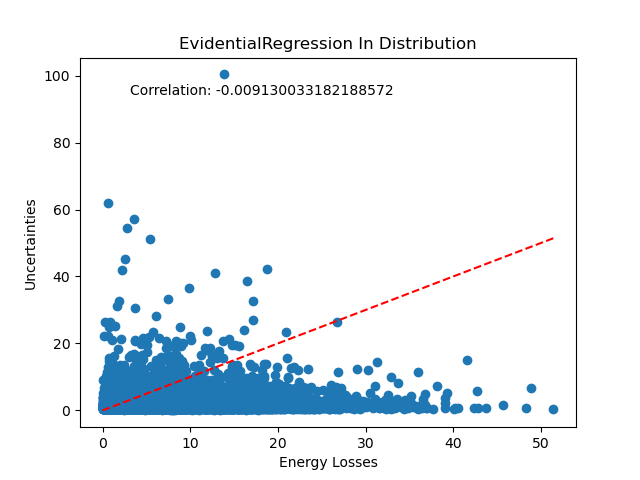 EvidentialRegression In Distribution
Correlation: -0.009130033182188572
Uncertainties
100
80
60
40
20
0
0 10 20 30 40 50
Energy Losses